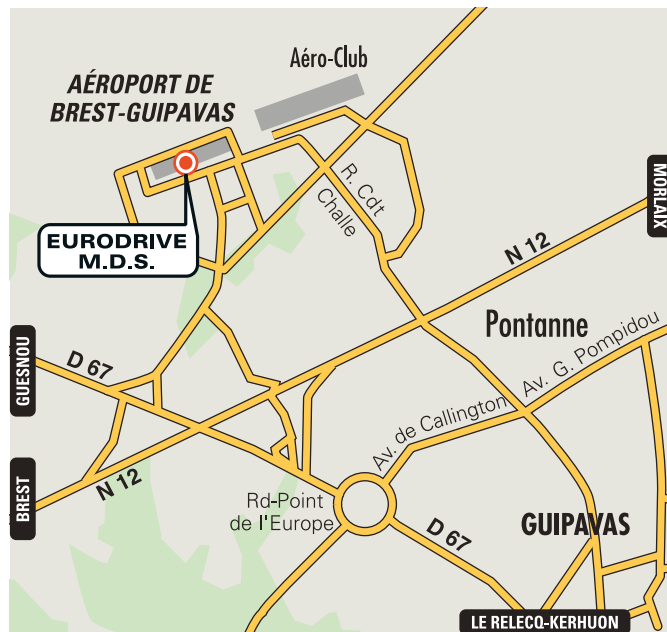 Aéro-Club
AÉROPORT DE
BREST-GUIPAVAS
R. Cdt
Challe
MORLAIX
EURODRIVE
M.D.S.
N 12
Pontanne
GUESNOU
D 67
Av. G. Pompidou
Av. de Callington
BREST
N 12
Rd-Point
de l'Europe
D 67
GUIPAVAS
LE RELECQ-KERHUON